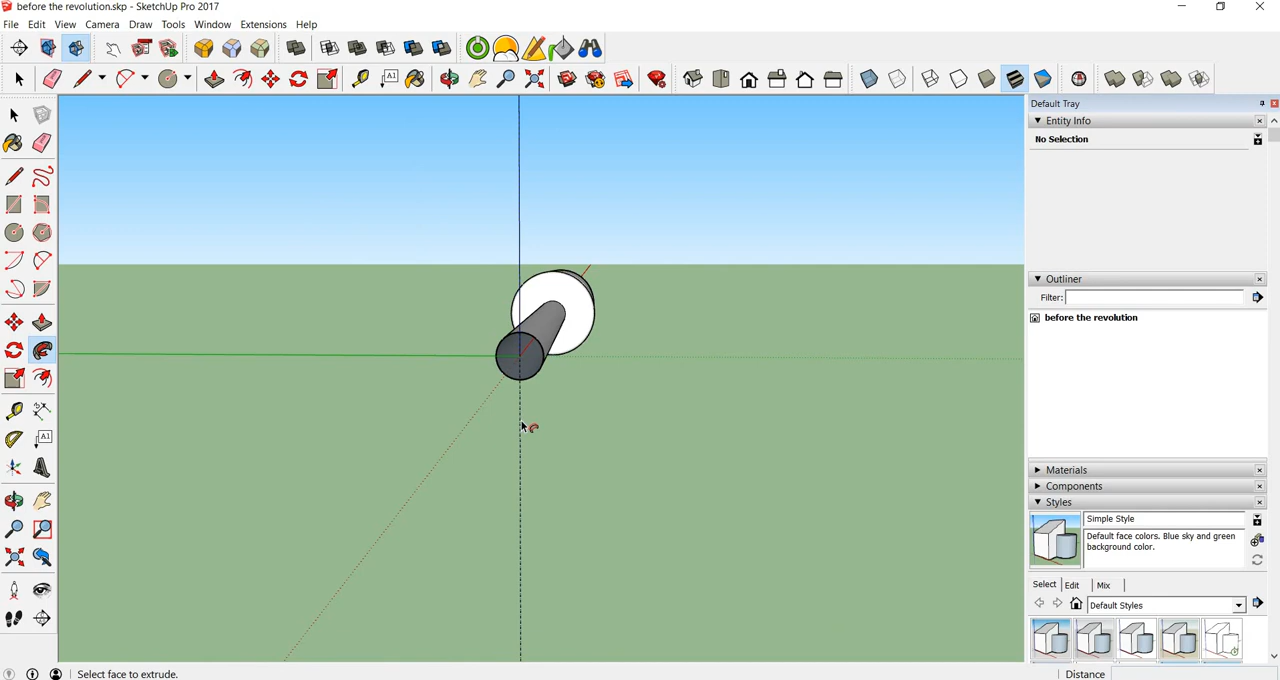 before the revolution.skp - SketchUp Pro 2017
File Edit View Camera Draw Tools Window Extensions Help
Default Tray
Entity Info
No Selection
Outliner
Filter:
before the revolution
Materials
Components
Styles
Simple Style
Default face colors. Blue sky and green
background color.
Select Edit Mix
Default Styles
Select face to extrude.
Distance